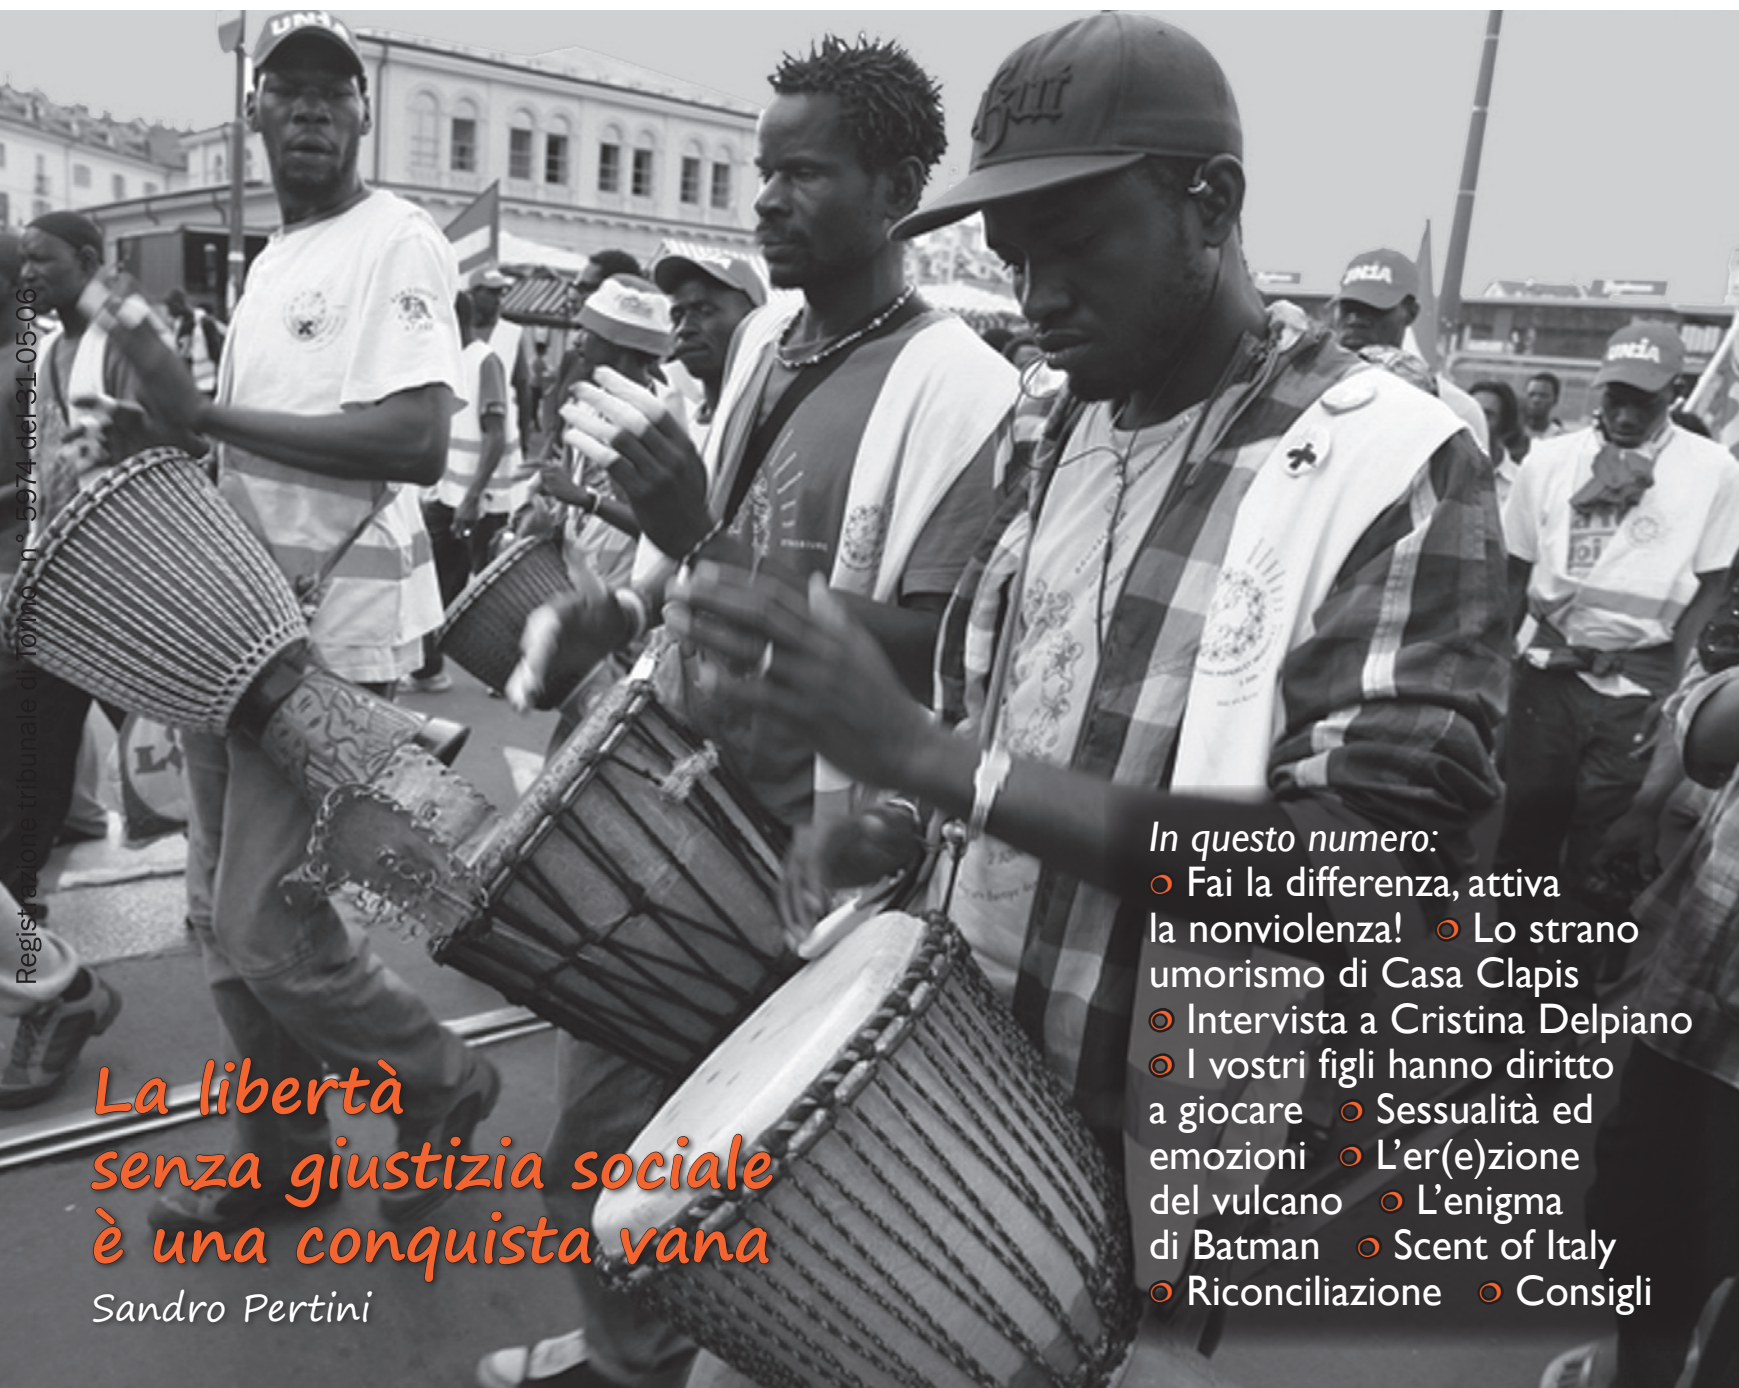 UNIA
UNIA
UNIA
Registrazione tribunale di Torino n° 5974 del 31-05-06
In questo numero:
Fai la differenza, attiva
la nonviolenza! Lo strano
umorismo di Casa Clapis
Intervista a Cristina Delpiano
I vostri figli hanno diritto
a giocare Sessualità ed
emozioni L'er(e)zione
del vulcano L'enigma
di Batman Scent of Italy
Riconciliazione Consigli
La libertà
senza giustizia sociale
è una conquista vana
Sandro Pertini